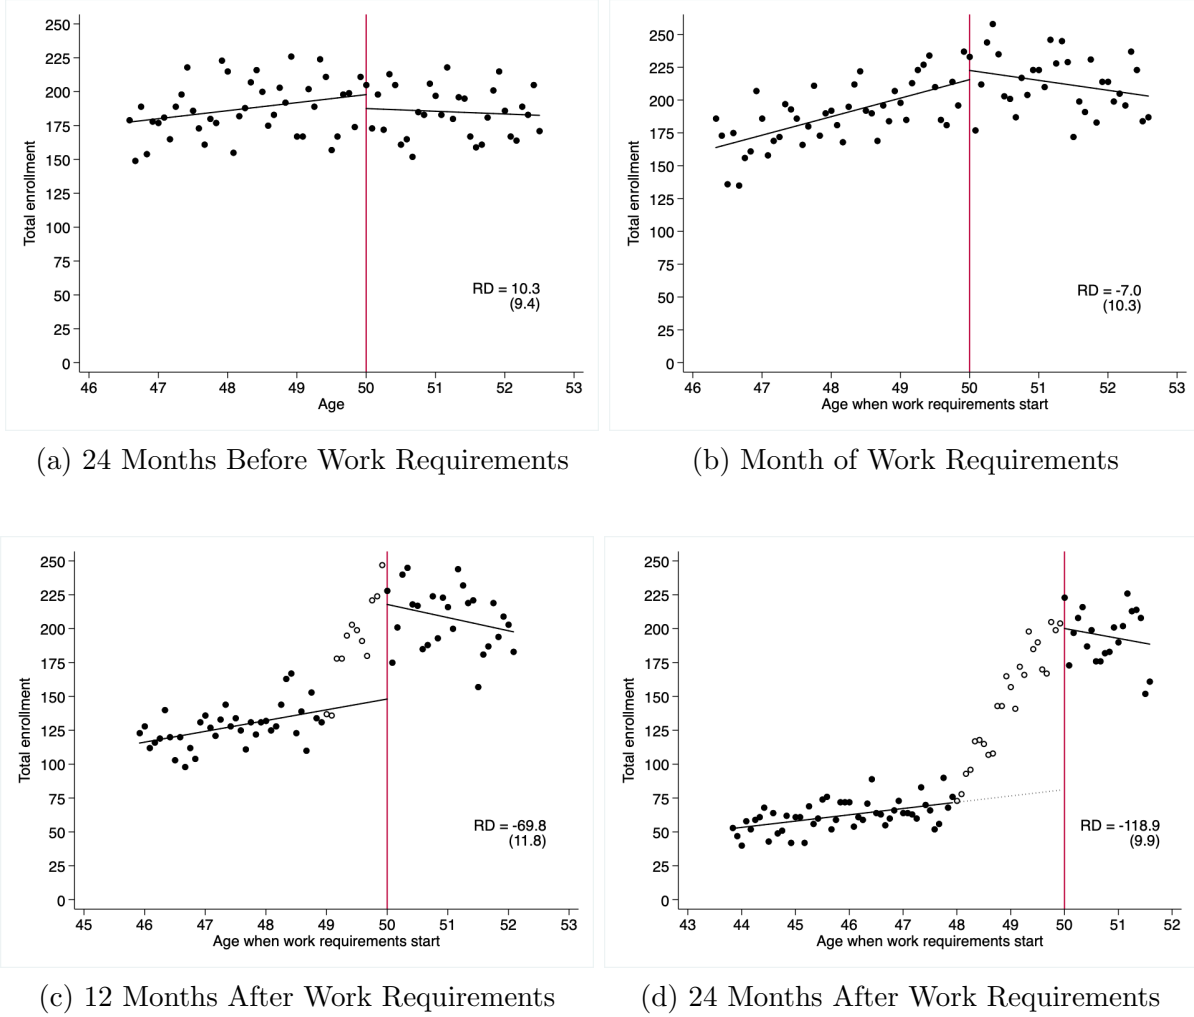 250
225
200
175
150
125
100
75
50
25
0
Total enrollment
RD = 10.3
(9.4)
46 47 48 49 50 51 52 53
Age
(a) 24 Months Before Work Requirements
250
225
200
175
150
125
100
75
50
25
0
Total enrollment
RD = -7.0
(10.3)
46 47 48 49 50 51 52 53
Age when work requirements start
(b) Month of Work Requirements
250
225
200
175
150
125
100
75
50
25
0
Total enrollment
RD = -69.8
(11.8)
45 46 47 48 49 50 51 52 53
Age when work requirements start
(c) 12 Months After Work Requirements
250
225
200
175
150
125
100
75
50
25
0
Total enrollment
RD = -118.9
(9.9)
43 44 45 46 47 48 49 50 51 52
Age when work requirements start
(d) 24 Months After Work Requirements